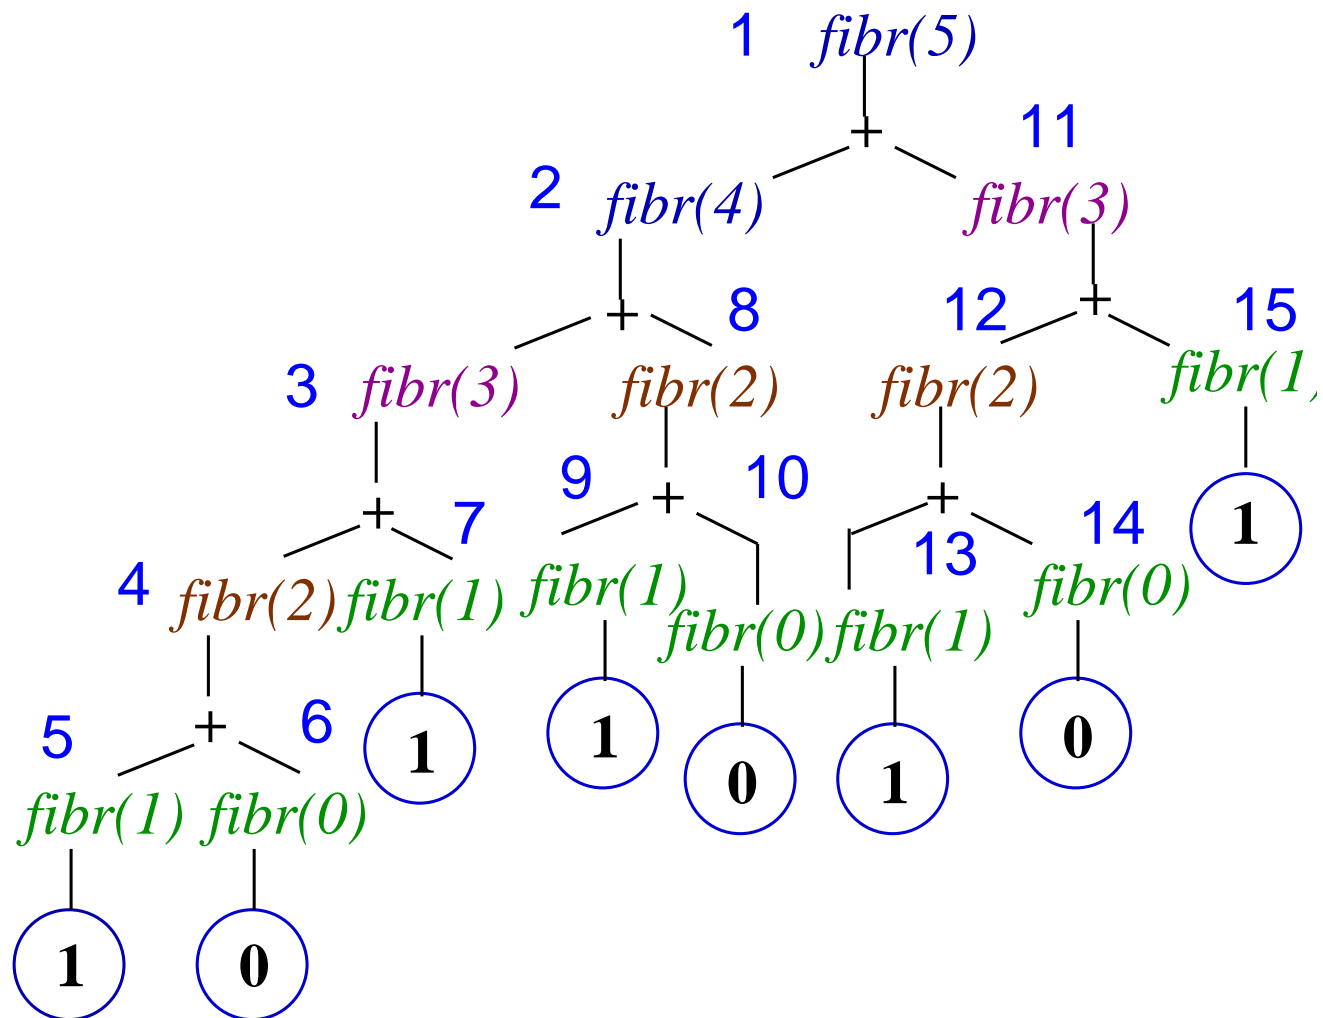 1 fibr(5)
+ 11
2 fibr(4) fibr(3)
+ 8 12 + 15
3 fibr(3) fibr(2) fibr(2) fibr(1)
9 + 10 +
+ 7 13 14 1
4 fibr(2) fibr(1) fibr(1) fibr(0)
fibr(0) fibr(1)
5 + 6 1 1 0
0 1
fibr(1) fibr(0)
1 0